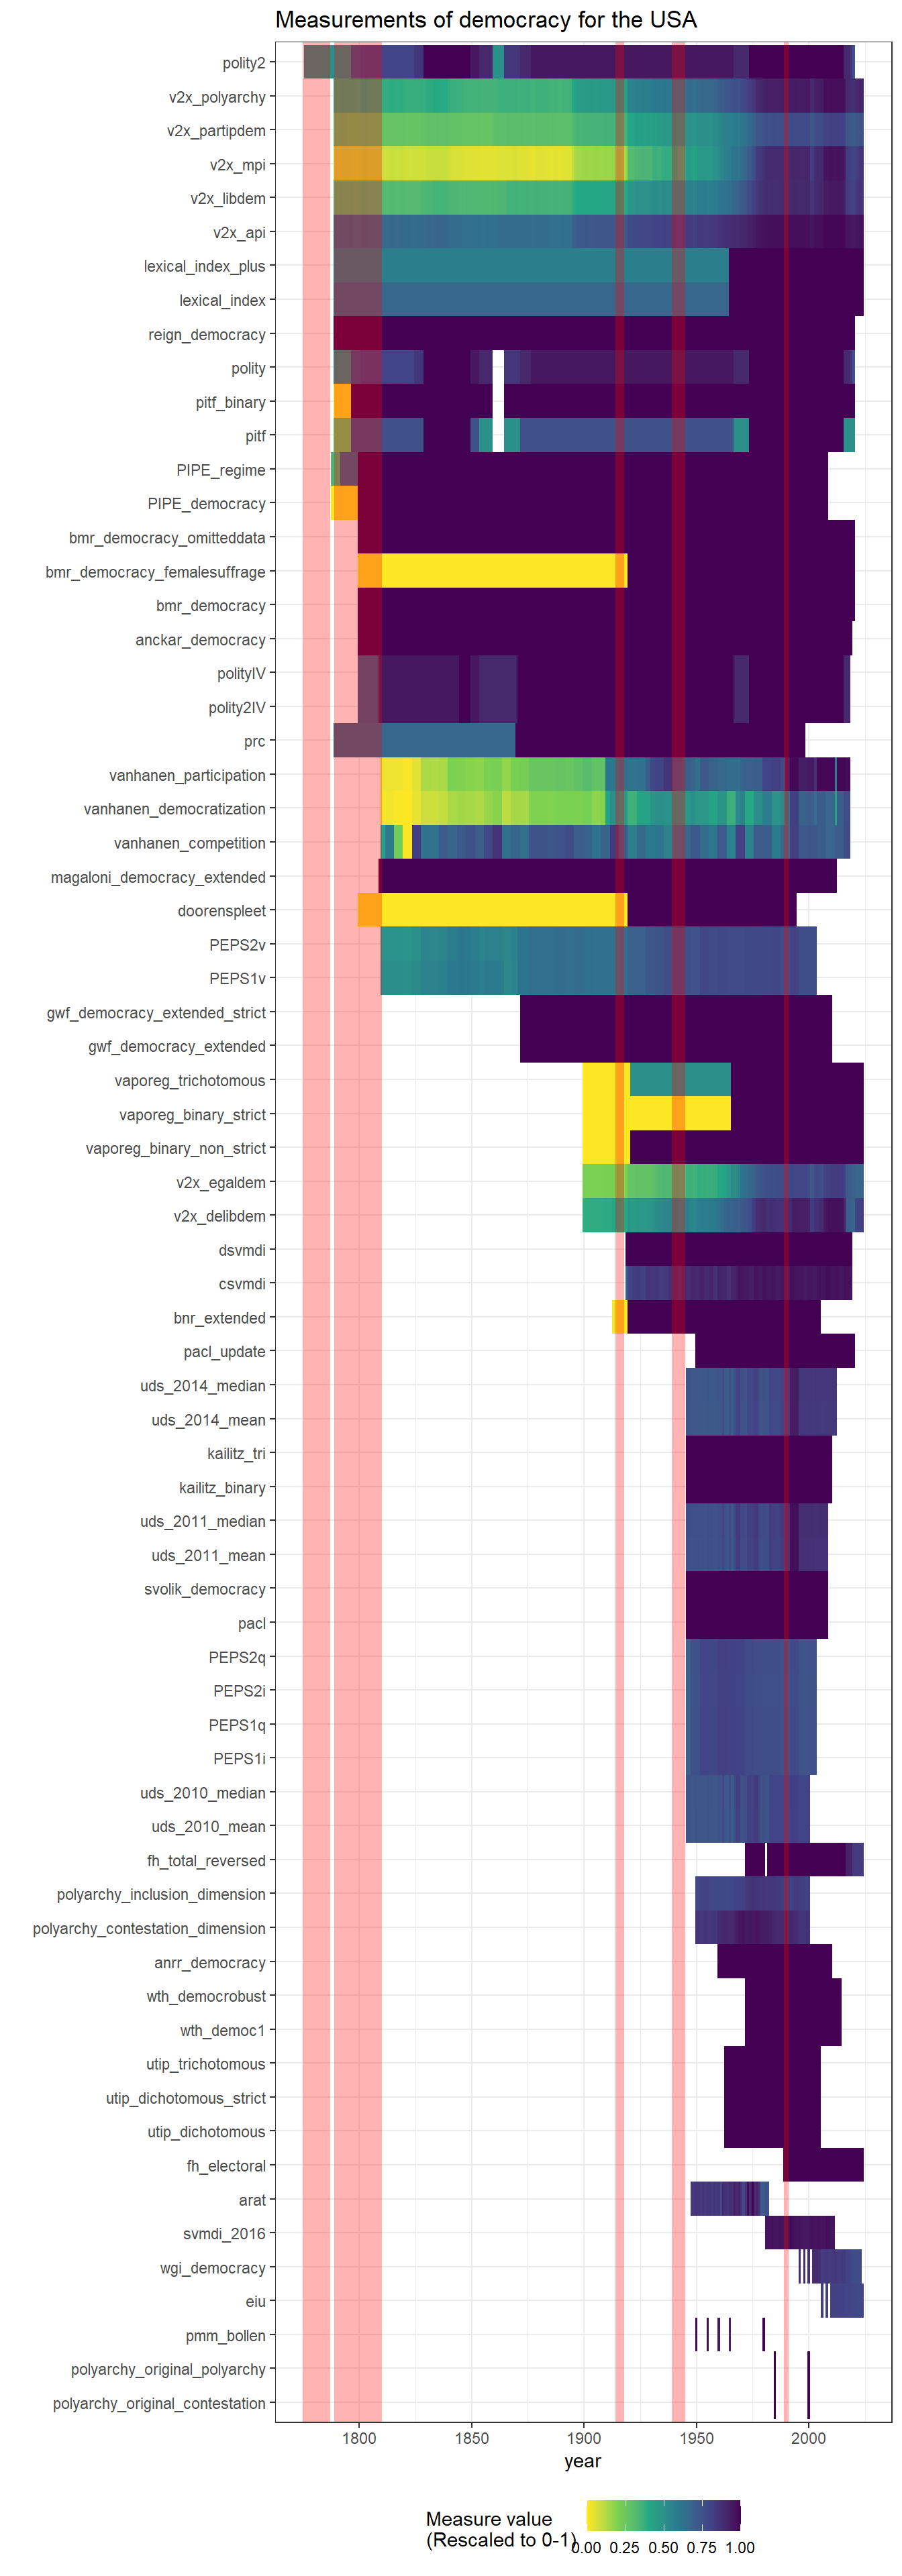 Measurements of democracy for the USA
polity2
v2x_polyarchy
v2x_partipdem
v2x_mpi
v2x_libdem
v2x_api
lexical_index_plus
lexical_index
reign_democracy
polity
pitf_binary
pitf
PIPE_regime
PIPE_democracy
bmr_democracy_omitteddata
bmr_democracy_femalesuffrage
bmr_democracy
anckar_democracy
polityIV
polity2IV
prc
vanhanen_participation
vanhanen_democratization
vanhanen_competition
magaloni_democracy_extended
doorenspleet
PEPS2v
PEPS1v
gwf_democracy_extended_strict
gwf_democracy_extended
vaporeg_trichotomous
vaporeg_binary_strict
vaporeg_binary_non_strict
v2x_egaldem
v2x_delibdem
dsvmdi
csvmdi
bnr_extended
pacl_update
uds_2014_median
uds_2014_mean
kailitz_tri
kailitz_binary
uds_2011_median
uds_2011_mean
svolik_democracy
pacl
PEPS2q
PEPS2i
PEPS1q
PEPS1i
uds_2010_median
uds_2010_mean
fh_total_reversed
polyarchy_inclusion_dimension
polyarchy_contestation_dimension
anrr_democracy
wth_democrobust
wth_democ1
utip_trichotomous
utip_dichotomous_strict
utip_dichotomous
fh_electoral
arat
svmdi_2016
wgi_democracy
eiu
pmm_bollen
polyarchy_original_polyarchy
polyarchy_original_contestation
1800 1850 1900 1950 2000
year
Measure value
(Rescaled to 0-1)
0.00 0.25 0.50 0.75 1.00